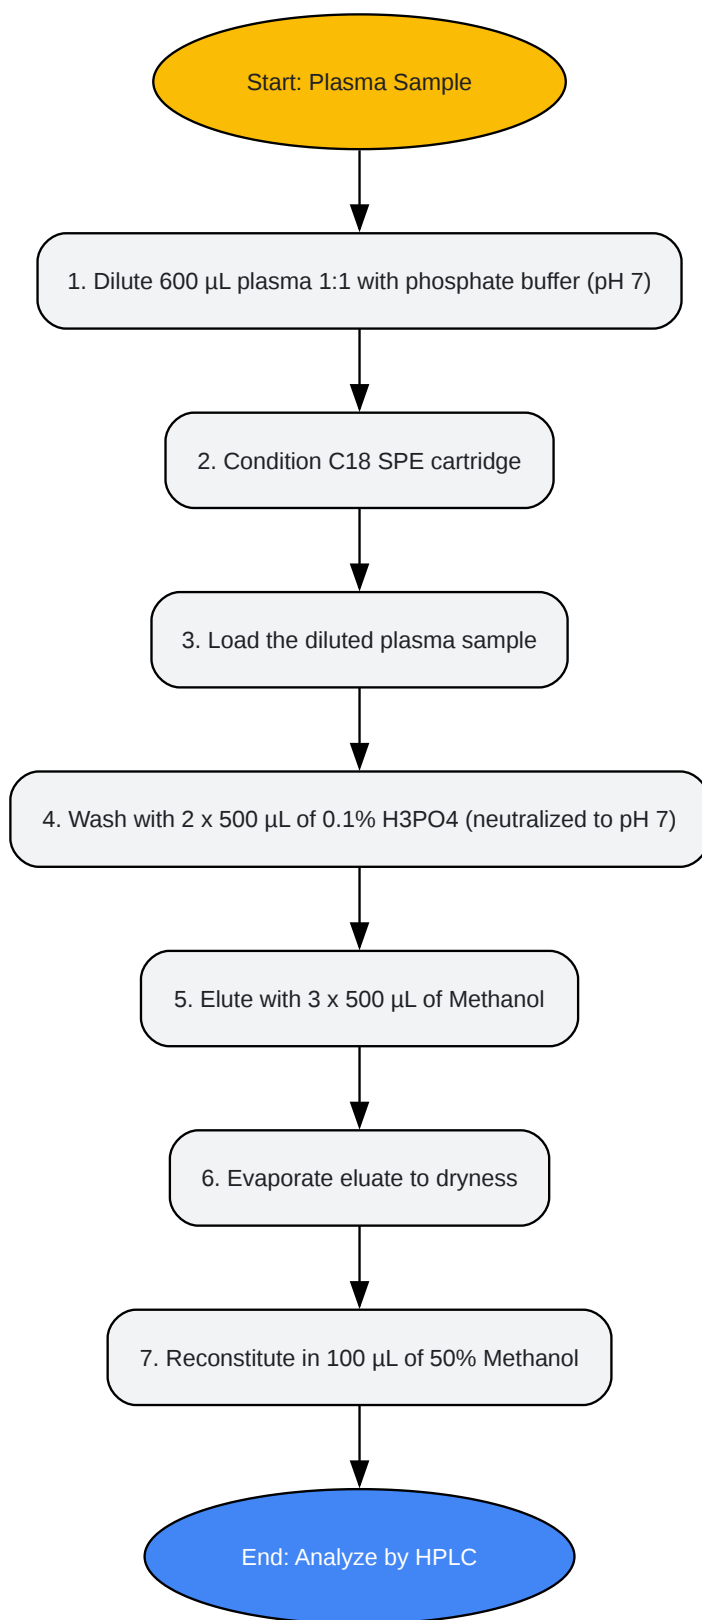 Start: Plasma Sample
1. Dilute 600 µL plasma 1:1 with phosphate buffer (pH 7)
2. Condition C18 SPE cartridge
3. Load the diluted plasma sample
4. Wash with 2 x 500 µL of 0.1% H3PO4 (neutralized to pH 7)
5. Elute with 3 x 500 µL of Methanol
6. Evaporate eluate to dryness
7. Reconstitute in 100 µL of 50% Methanol
End: Analyze by HPLC